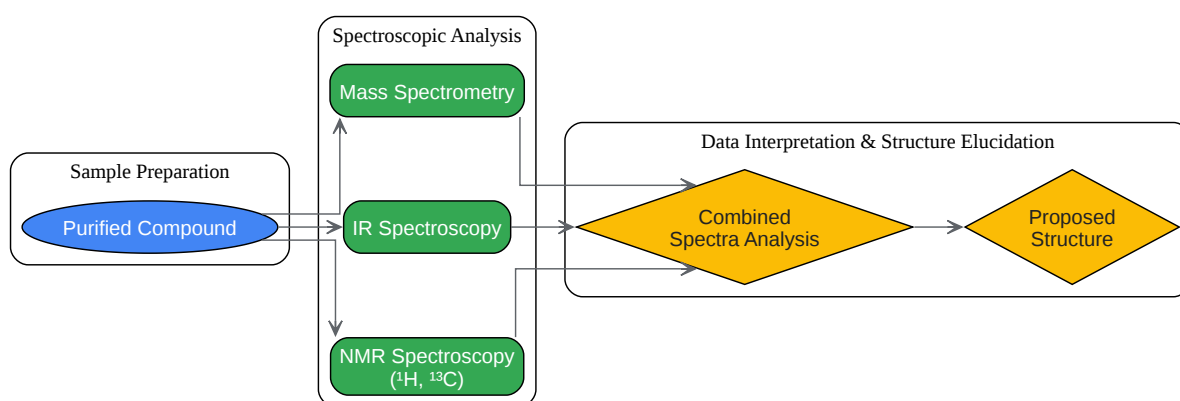 Sample Preparation
Purified Compound
Spectroscopic Analysis
Mass Spectrometry
IR Spectroscopy
NMR Spectroscopy
(¹H, ¹³C)
Data Interpretation & Structure Elucidation
Combined
Spectra Analysis
Proposed
Structure